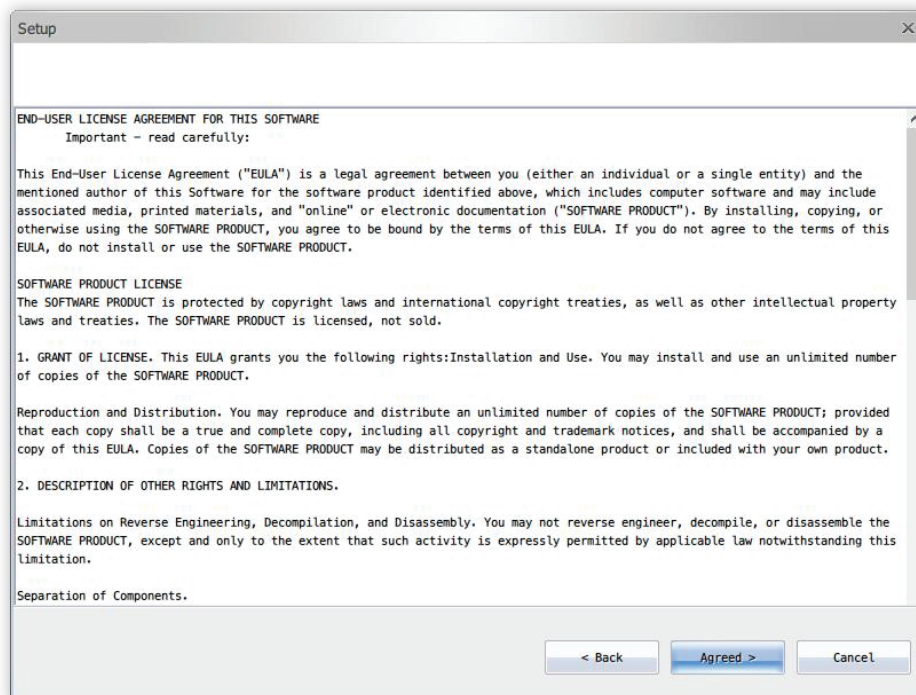 Setup
END-USER LICENSE AGREEMENT FOR THIS SOFTWARE
Important - read carefully:
This End-User License Agreement ("EULA") is a legal agreement between you (either an individual or a single entity) and the
mentioned author of this Software for the software product identified above, which includes computer software and may include
associated media, printed materials, and "online" or electronic documentation ("SOFTWARE PRODUCT"). By installing, copying, or
otherwise using the SOFTWARE PRODUCT, you agree to be bound by the terms of this EULA. If you do not agree to the terms of this
EULA, do not install or use the SOFTWARE PRODUCT.
SOFTWARE PRODUCT LICENSE
The SOFTWARE PRODUCT is protected by copyright laws and international copyright treaties, as well as other intellectual property
laws and treaties. The SOFTWARE PRODUCT is licensed, not sold.
1. GRANT OF LICENSE. This EULA grants you the following rights:Installation and Use. You may install and use an unlimited number
of copies of the SOFTWARE PRODUCT.
Reproduction and Distribution. You may reproduce and distribute an unlimited number of copies of the SOFTWARE PRODUCT; provided
that each copy shall be a true and complete copy, including all copyright and trademark notices, and shall be accompanied by a
copy of this EULA. Copies of the SOFTWARE PRODUCT may be distributed as a standalone product or included with your own product.
2. DESCRIPTION OF OTHER RIGHTS AND LIMITATIONS.
Limitations on Reverse Engineering, Decompilation, and Disassembly. You may not reverse engineer, decompile, or disassemble the
SOFTWARE PRODUCT, except and only to the extent that such activity is expressly permitted by applicable law notwithstanding this
limitation.
Separation of Components.
< Back
Agreed >
Cancel